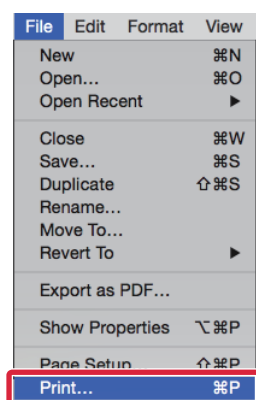 File Edit Format View
New ⌘N
Open... ⌘O
Open Recent ▶
Close ⌘W
Save... ⌘S
Duplicate ⇧⌘S
Rename...
Move To...
Revert To ▶
Export as PDF...
Show Properties ⌥⌘P
Page Setup... ⇧⌘P
Print... ⌘P